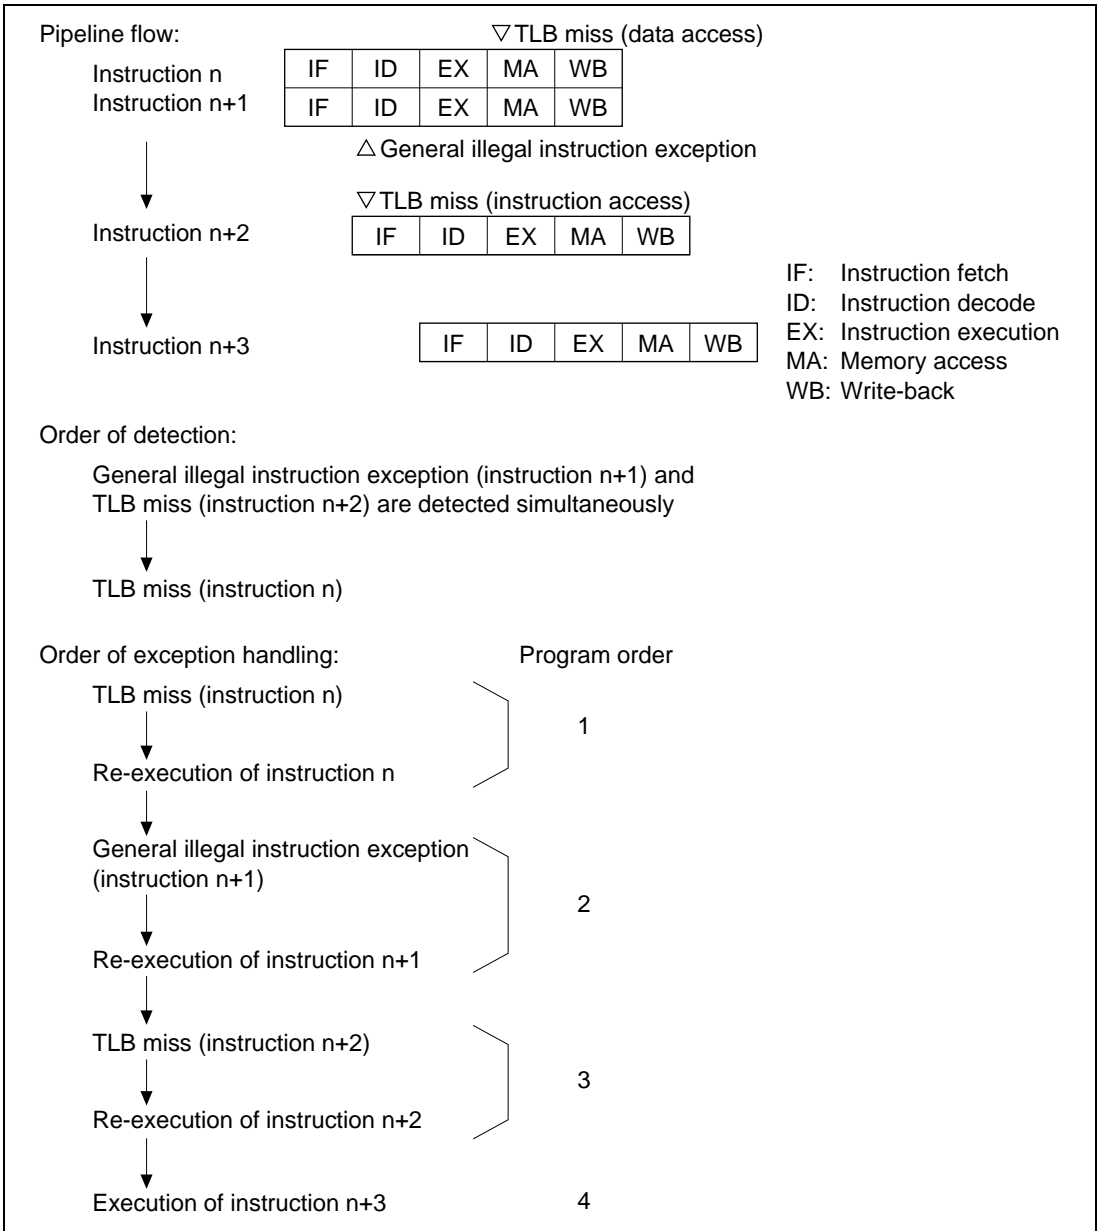 Pipeline flow:
▽TLB miss (data access)
Instruction n
IF ID EX MA WB
Instruction n+1
IF ID EX MA WB
△General illegal instruction exception
▽TLB miss (instruction access)
Instruction n+2
IF ID EX MA WB
Instruction n+3
IF ID EX MA WB
IF: Instruction fetch
ID: Instruction decode
EX: Instruction execution
MA: Memory access
WB: Write-back
Order of detection:
General illegal instruction exception (instruction n+1) and
TLB miss (instruction n+2) are detected simultaneously
TLB miss (instruction n)
Order of exception handling:
Program order
TLB miss (instruction n)
1
Re-execution of instruction n
General illegal instruction exception
(instruction n+1)
2
Re-execution of instruction n+1
TLB miss (instruction n+2)
3
Re-execution of instruction n+2
Execution of instruction n+3
4